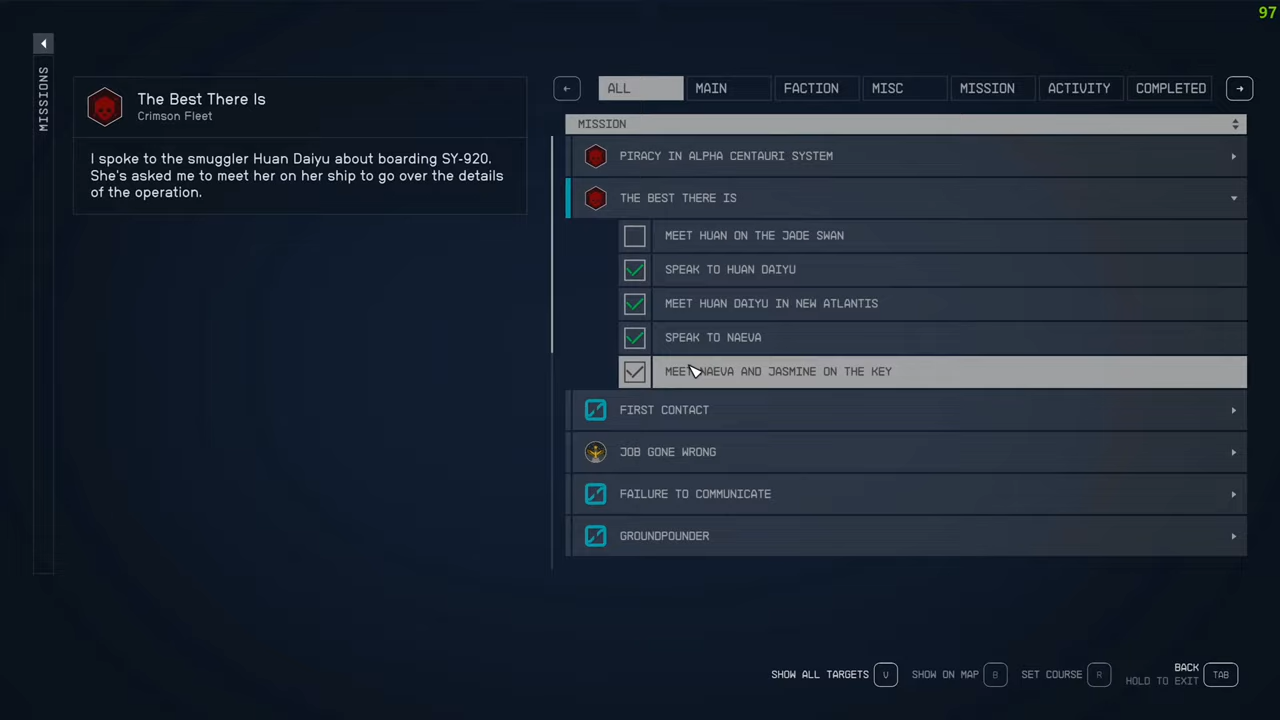 97
MISSIONS
The Best There Is
Crimson Fleet
I spoke to the smuggler Huan Daiyu about boarding SY-920.
She's asked me to meet her on her ship to go over the details
of the operation.
ALL
MAIN
FACTION
MISC
MISSION
ACTIVITY
COMPLETED
MISSION
PIRACY IN ALPHA CENTAURI SYSTEM
THE BEST THERE IS
MEET HUAN ON THE JADE SWAN
SPEAK TO HUAN DAIYU
MEET HUAN DAIYU IN NEW ATLANTIS
SPEAK TO NAEVA
MEET NAEVA AND JASMINE ON THE KEY
FIRST CONTACT
JOB GONE WRONG
FAILURE TO COMMUNICATE
GROUNDPOUNDER
SHOW ALL TARGETS V
SHOW ON MAP B
SET COURSE R
BACK
HOLD TO EXIT
TAB